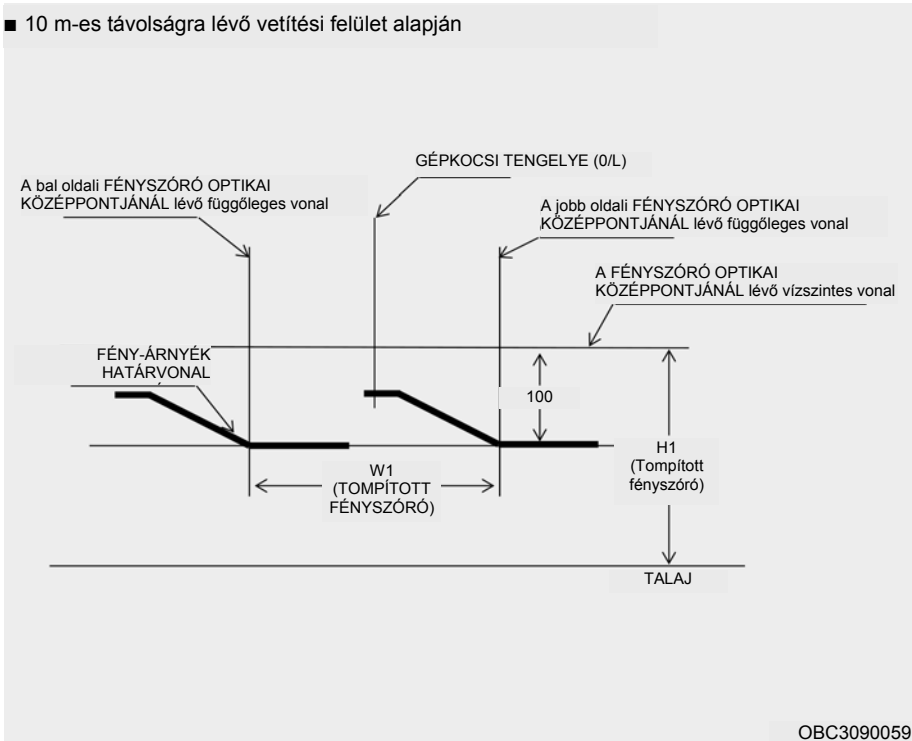 ■ 10 m-es távolságra lévő vetítési felület alapján
GÉPKOCSI TENGELYE (0/L)
A bal oldali FÉNYSZÓRÓ OPTIKAI
KÖZÉPPONTJÁNÁL lévő függőleges vonal
A jobb oldali FÉNYSZÓRÓ OPTIKAI
KÖZÉPPONTJÁNÁL lévő függőleges vonal
A FÉNYSZÓRÓ OPTIKAI
KÖZÉPPONTJÁNÁL lévő vízszintes vonal
FÉNY-ÁRNYÉK
HATÁRVONAL
100
H1
(Tompított
fényszóró)
W1
(TOMPÍTOTT
FÉNYSZÓRÓ)
TALAJ
OBC3090059